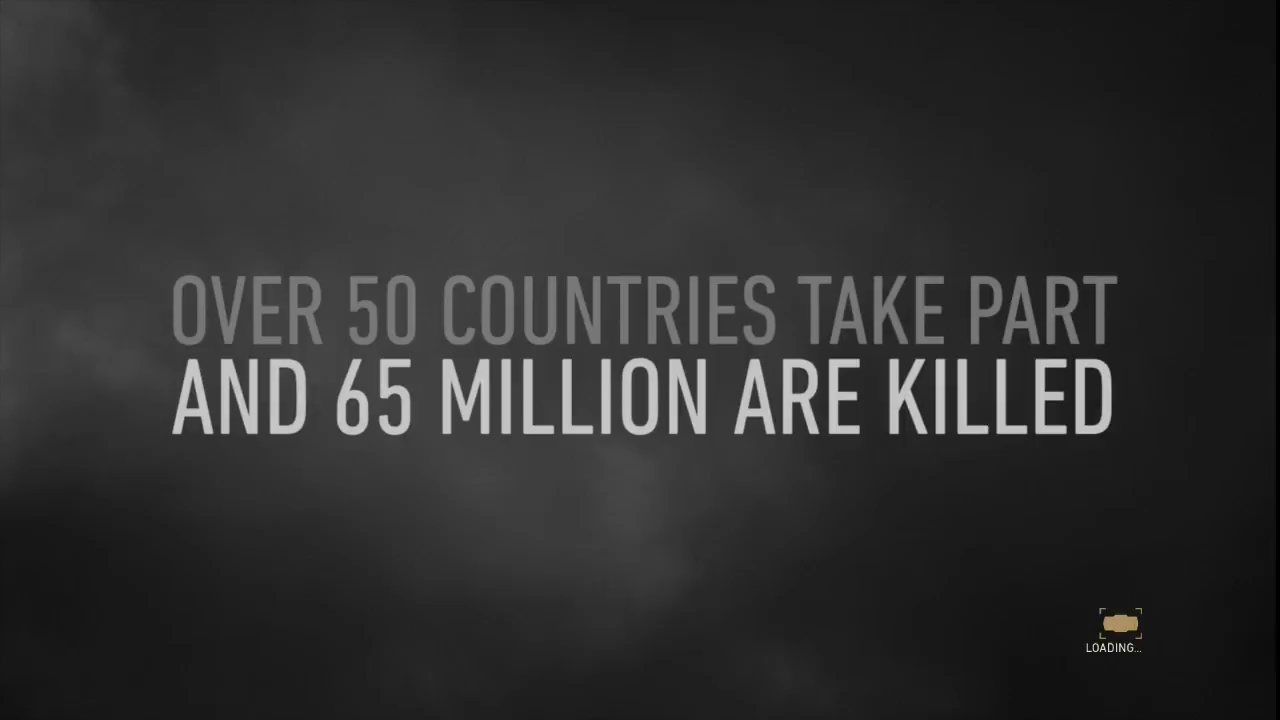 OVER 50 COUNTRIES TAKE PART
AND 65 MILLION ARE KILLED
LOADING...